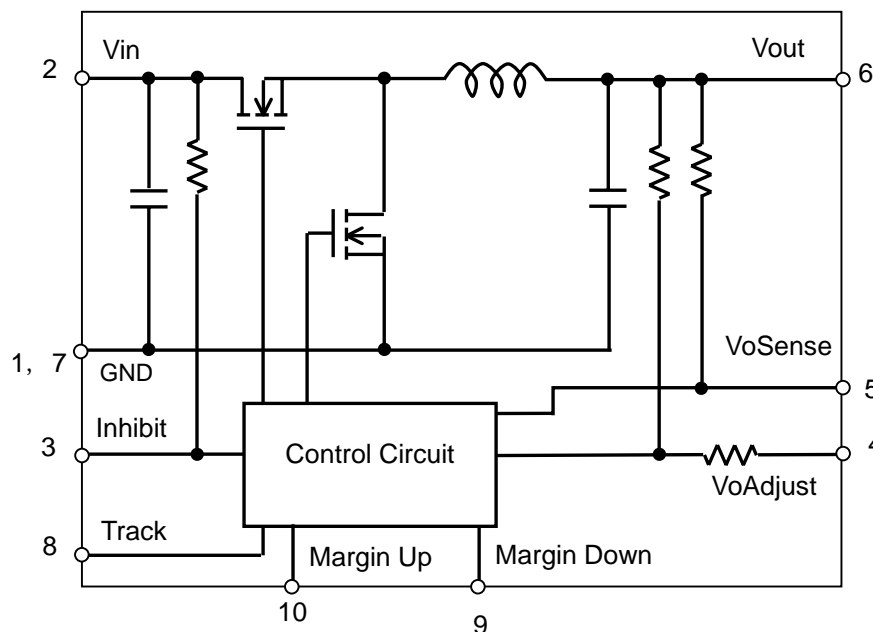 Vin
Vout
2
6
VoSense
1, 7
GND
5
Inhibit
3
Control Circuit
4
VoAdjust
Track
8
Margin Up
Margin Down
10
9